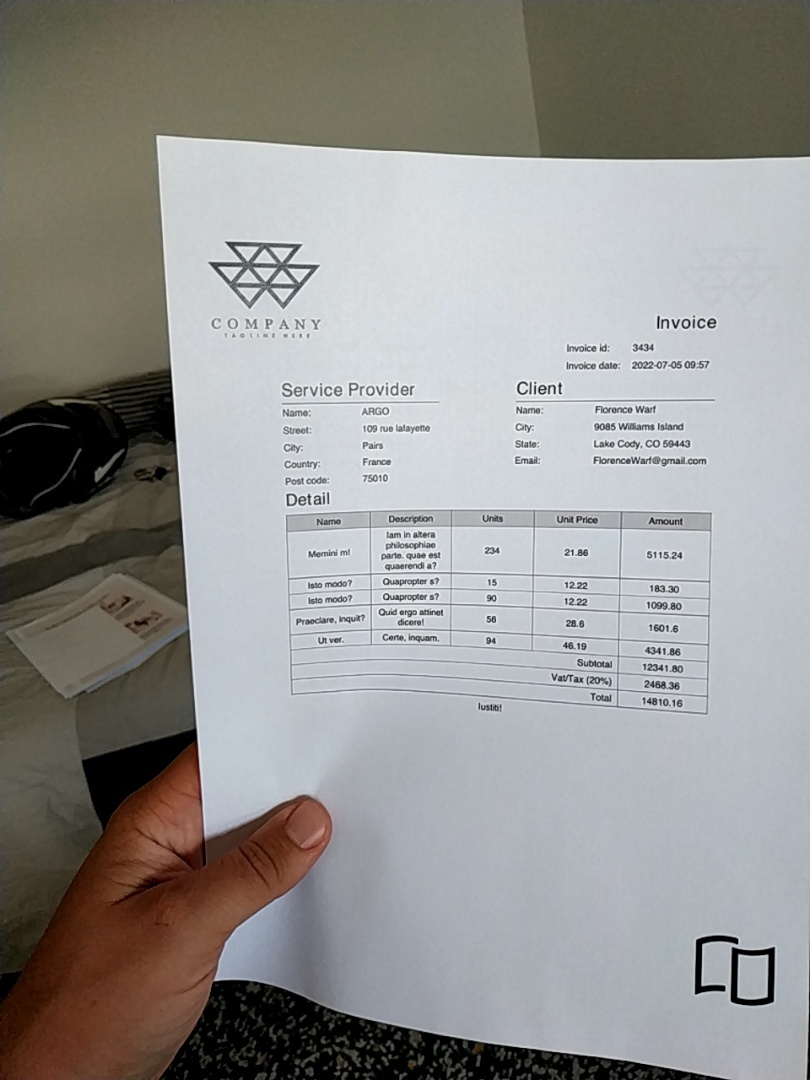 COMPANY
TAGLINE HERE
Invoice
Invoice id: 3434
Invoice date: 2022-07-05 09:57
Service Provider
Name: ARGO
Street: 109 rue lalayette
City: Pairs
Country: France
Post code: 75010
Client
Name: Florence Warf
City: 9085 Williams Island
State: Lake Cody, CO 59443
Email: FlorenceWarf@gmail.com
Detail
Name Description Units Unit Price Amount
Memini m! Iam in altera philosophiae parte. quae est quaerendi a? 234 21.86 5115.24
Isto modo? Quapropter s? 15 12.22 183.30
Isto modo? Quapropter s? 90 12.22 1099.80
Praeclare, inquit? Quid ergo attinet dicere! 56 28.6 1601.6
Ut ver. Certe, inquam. 94 46.19 4341.86
Subtotal 12341.80
Vat/Tax (20%) 2468.36
Total 14810.16
Iustiti!